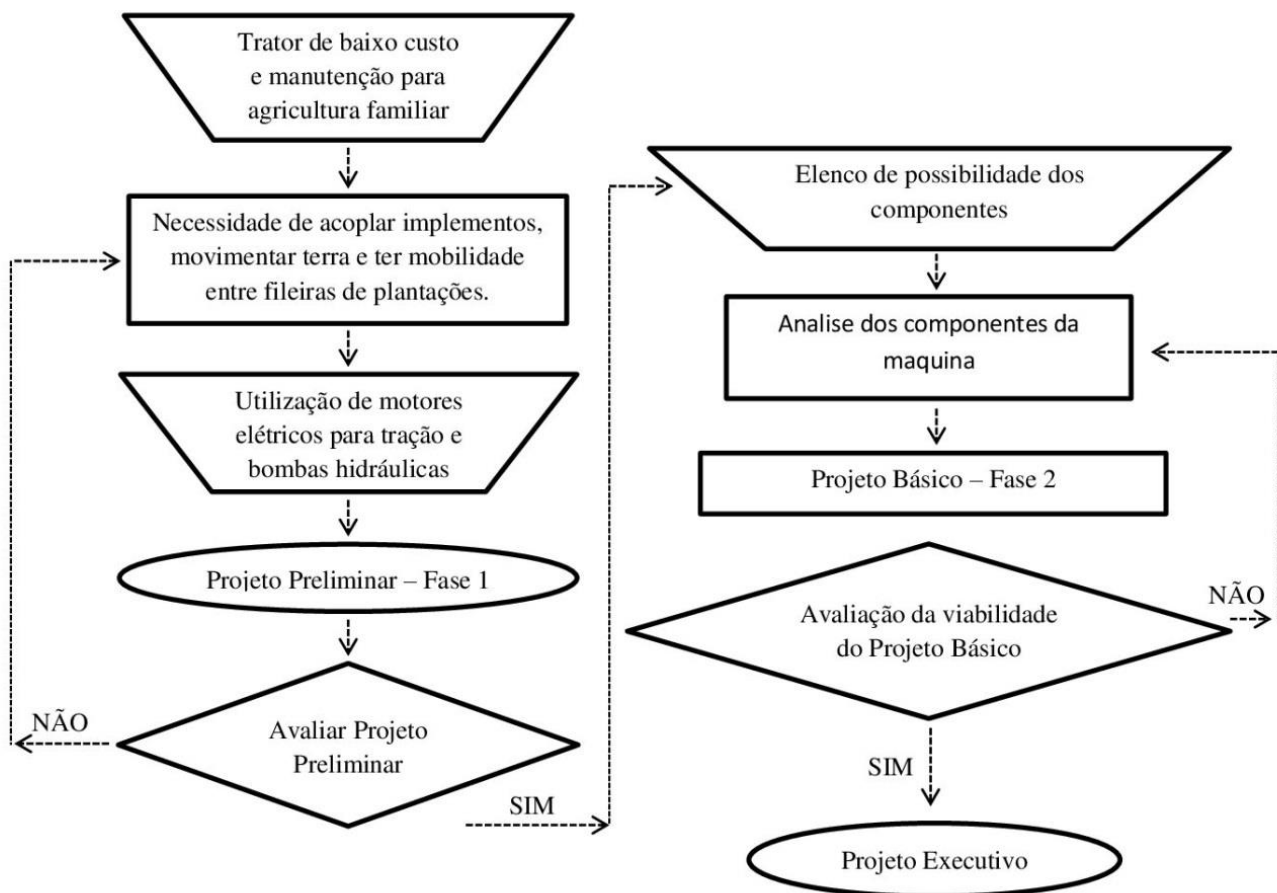 Trator de baixo custo
e manutenção para
agricultura familiar
Necessidade de acoplar implementos,
movimentar terra e ter mobilidade
entre fileiras de plantações.
Utilização de motores
elétricos para tração e
bombas hidráulicas
Projeto Preliminar – Fase 1
NÃO
Avaliar Projeto
Preliminar
SIM
Elenco de possibilidade dos
componentes
Analise dos componentes da
maquina
Projeto Básico – Fase 2
Avaliação da viabilidade
do Projeto Básico
NÃO
SIM
Projeto Executivo